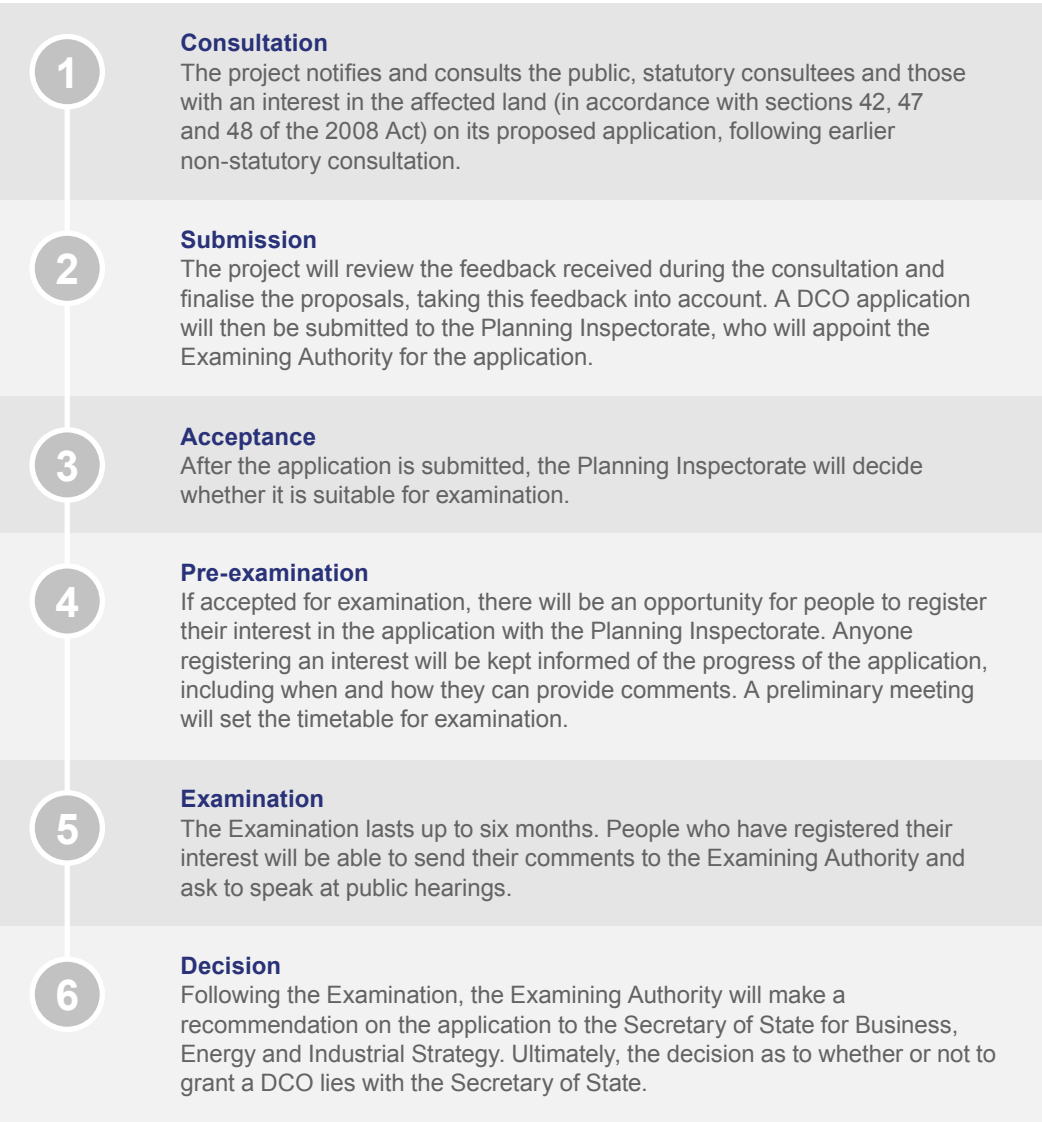 1
Consultation
The project notifies and consults the public, statutory consultees and those
with an interest in the affected land (in accordance with sections 42, 47
and 48 of the 2008 Act) on its proposed application, following earlier
non-statutory consultation.
2
Submission
The project will review the feedback received during the consultation and
finalise the proposals, taking this feedback into account. A DCO application
will then be submitted to the Planning Inspectorate, who will appoint the
Examining Authority for the application.
3
Acceptance
After the application is submitted, the Planning Inspectorate will decide
whether it is suitable for examination.
4
Pre-examination
If accepted for examination, there will be an opportunity for people to register
their interest in the application with the Planning Inspectorate. Anyone
registering an interest will be kept informed of the progress of the application,
including when and how they can provide comments. A preliminary meeting
will set the timetable for examination.
5
Examination
The Examination lasts up to six months. People who have registered their
interest will be able to send their comments to the Examining Authority and
ask to speak at public hearings.
6
Decision
Following the Examination, the Examining Authority will make a
recommendation on the application to the Secretary of State for Business,
Energy and Industrial Strategy. Ultimately, the decision as to whether or not to
grant a DCO lies with the Secretary of State.